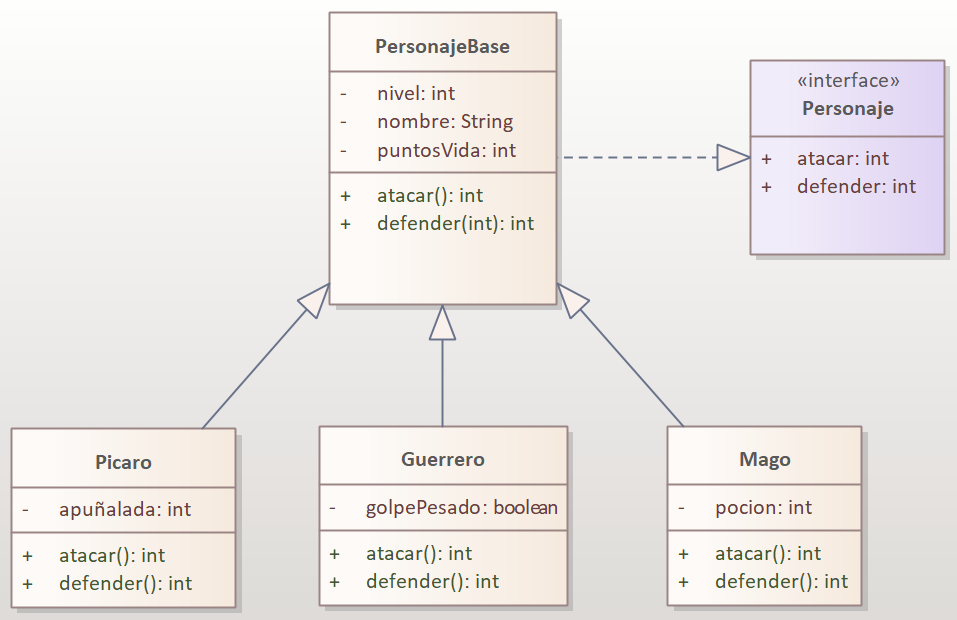 PersonajeBase
- nivel: int
- nombre: String
- puntosVida: int
+ atacar(): int
+ defender(int): int
«interface»
Personaje
+ atacar: int
+ defender: int
Picaro
- apuñalada: int
+ atacar(): int
+ defender(): int
Guerrero
- golpePesado: boolean
+ atacar(): int
+ defender(): int
Mago
- pocion: int
+ atacar(): int
+ defender(): int